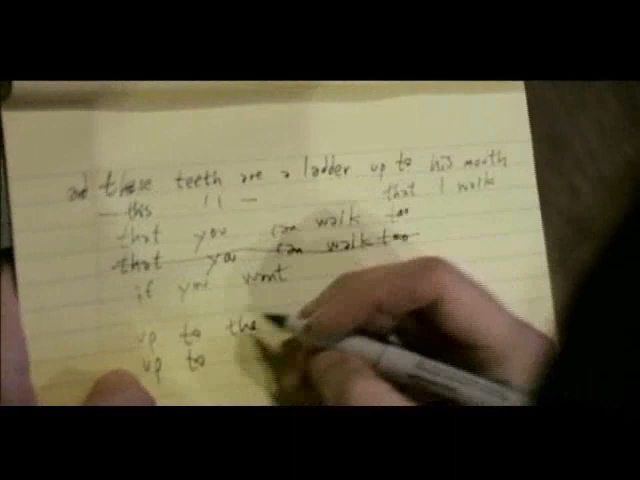 and these teeth are a ladder up to his mouth
this " — that I walk
that you can walk too
that you can walk too
if you want
up to the
up to